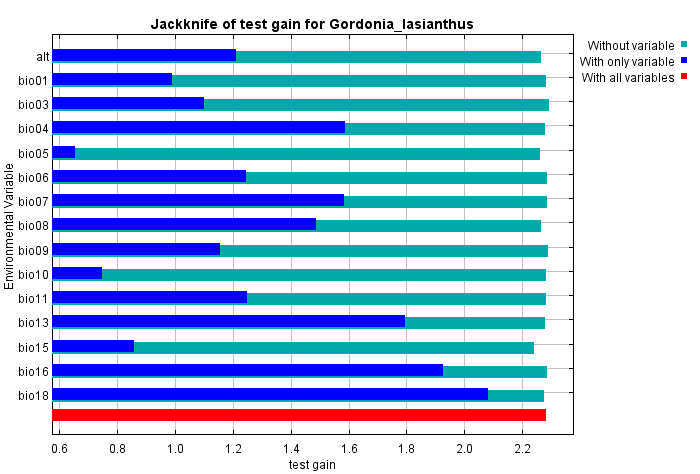 Jackknife of test gain for Gordonia_lasianthus
Without variable
With only variable
With all variables
Environmental Variable
alt
bio01
bio03
bio04
bio05
bio06
bio07
bio08
bio09
bio10
bio11
bio13
bio15
bio16
bio18
0.6 0.8 1.0 1.2 1.4 1.6 1.8 2.0 2.2
test gain